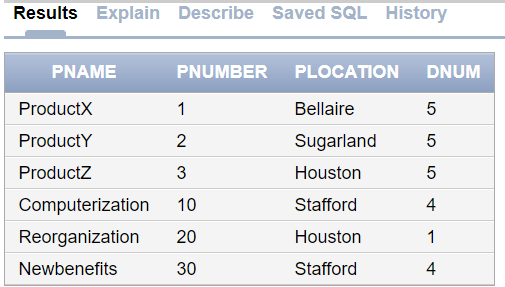 Results Explain Describe Saved SQL History
PNAME PNUMBER PLOCATION DNUM
ProductX 1 Bellaire 5
ProductY 2 Sugarland 5
ProductZ 3 Houston 5
Computerization 10 Stafford 4
Reorganization 20 Houston 1
Newbenefits 30 Stafford 4